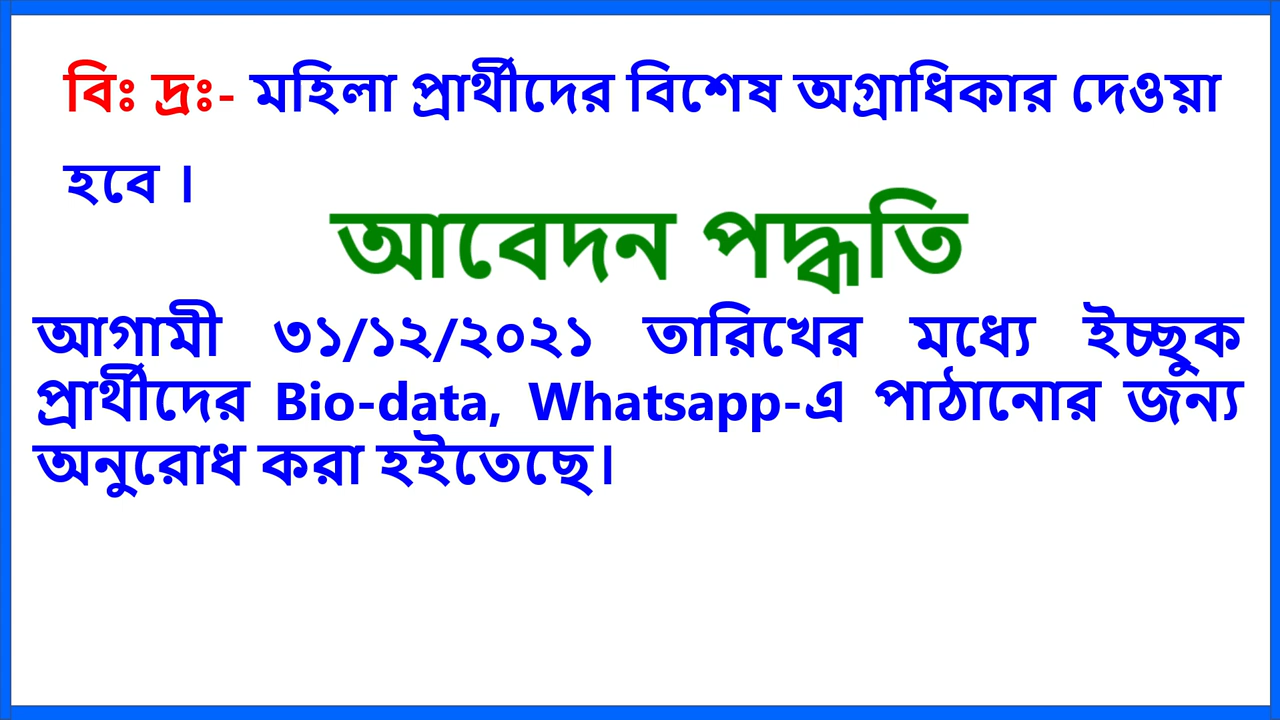 বিঃ দ্রঃ- মহিলা প্রার্থীদের বিশেষ অগ্রাধিকার দেওয়া
হবে ।
আবেদন পদ্ধতি
আগামী ৩১/১২/২০২১ তারিখের মধ্যে ইচ্ছুক
প্রার্থীদের Bio-data, Whatsapp-এ পাঠানোর জন্য
অনুরোধ করা হইতেছে।